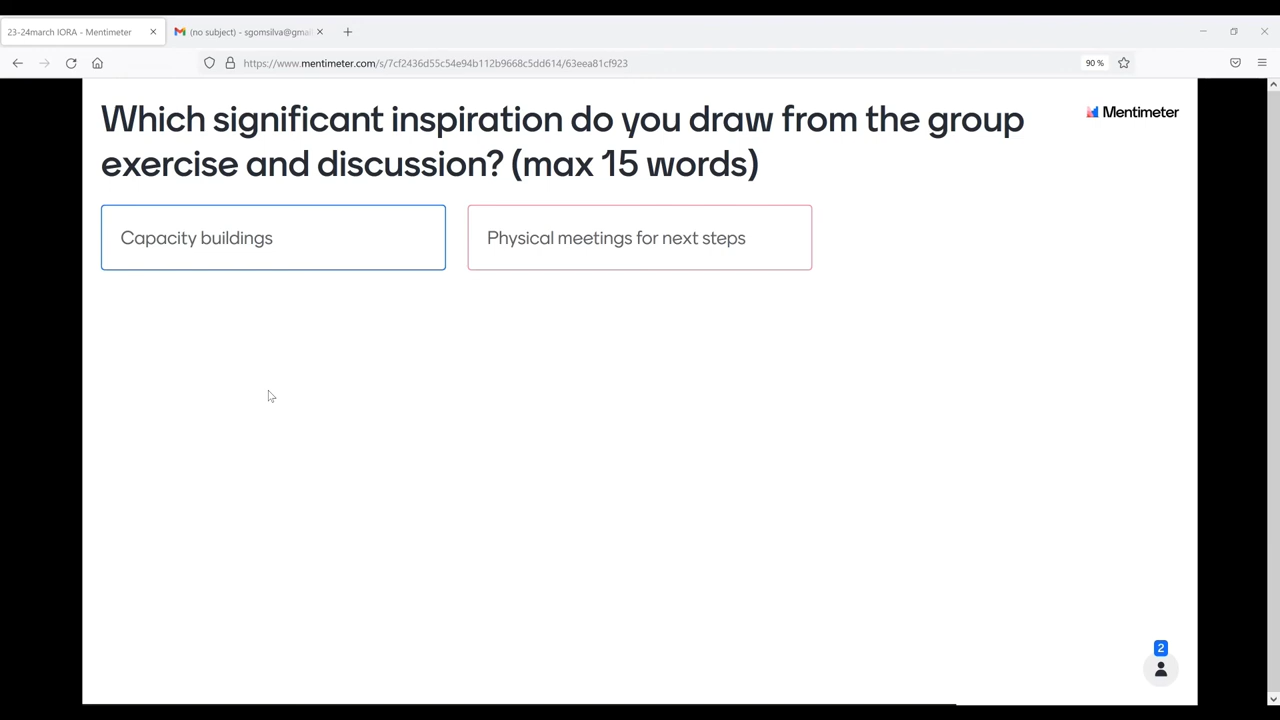 23-24march IORA - Mentimeter
(no subject) - sgomsilva@gmai
https://www.mentimeter.com/s/7cf2436d55c54e94b112b9668c5dd614/63eea81cf923
90 %
Which significant inspiration do you draw from the group
exercise and discussion? (max 15 words)
Mentimeter
Capacity buildings
Physical meetings for next steps
2